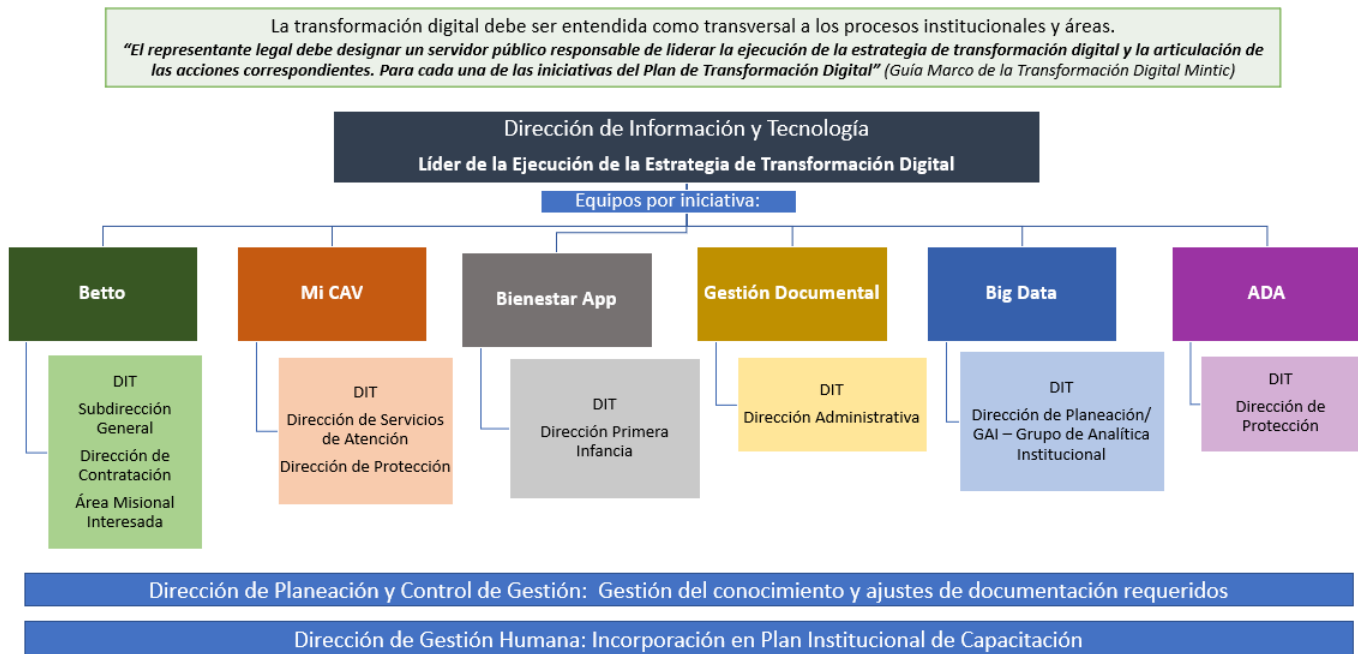 La transformación digital debe ser entendida como transversal a los procesos institucionales y áreas.
“El representante legal debe designar un servidor público responsable de liderar la ejecución de la estrategia de transformación digital y la articulación de
las acciones correspondientes. Para cada una de las iniciativas del Plan de Transformación Digital” (Guía Marco de la Transformación Digital Mintic)
Dirección de Información y Tecnología
Líder de la Ejecución de la Estrategia de Transformación Digital
Equipos por iniciativa:
Betto
DIT
Subdirección
General
Dirección de
Contratación
Área Misional
Interesada
Mi CAV
DIT
Dirección de Servicios
de Atención
Dirección de Protección
Bienestar App
DIT
Dirección Primera
Infancia
Gestión Documental
DIT
Dirección Administrativa
Big Data
DIT
Dirección de Planeación/
GAI – Grupo de Analítica
Institucional
ADA
DIT
Dirección de
Protección
Dirección de Planeación y Control de Gestión: Gestión del conocimiento y ajustes de documentación requeridos
Dirección de Gestión Humana: Incorporación en Plan Institucional de Capacitación